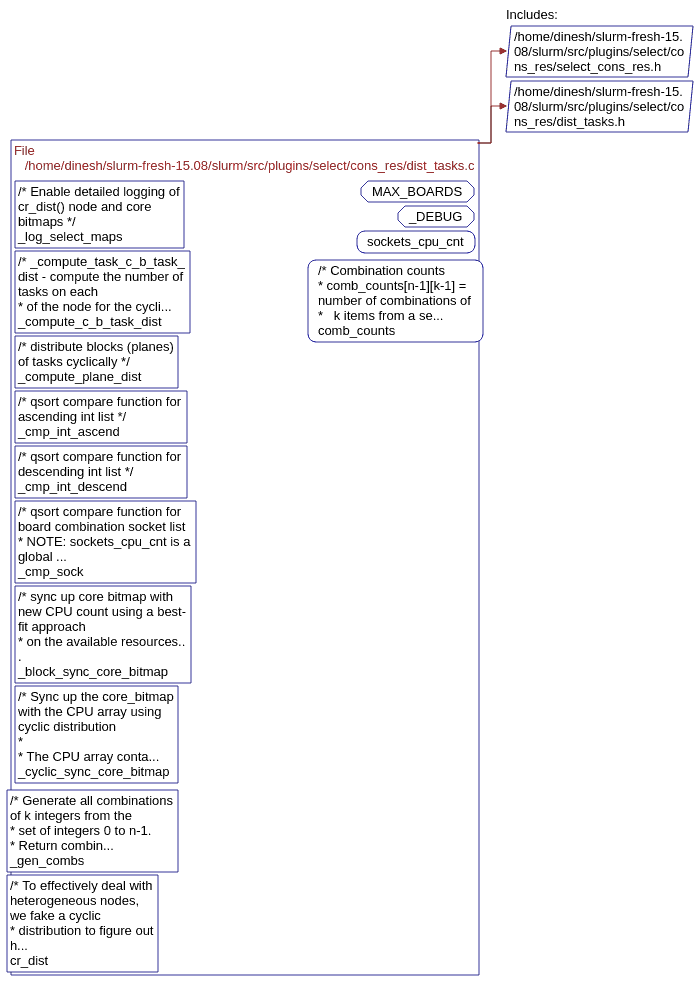 Includes:
/home/dinesh/slurm-fresh-15.
08/slurm/src/plugins/select/co
ns_res/select_cons_res.h
/home/dinesh/slurm-fresh-15.
08/slurm/src/plugins/select/co
ns_res/dist_tasks.h
File
/home/dinesh/slurm-fresh-15.08/slurm/src/plugins/select/cons_res/dist_tasks.c
/* Enable detailed logging of
cr_dist() node and core
bitmaps */
_log_select_maps
/* _compute_task_c_b_task_
dist - compute the number of
tasks on each
* of the node for the cycli...
_compute_c_b_task_dist
/* distribute blocks (planes)
of tasks cyclically */
_compute_plane_dist
/* qsort compare function for
ascending int list */
_cmp_int_ascend
/* qsort compare function for
descending int list */
_cmp_int_descend
/* qsort compare function for
board combination socket list
* NOTE: sockets_cpu_cnt is a
global ...
_cmp_sock
/* sync up core bitmap with
new CPU count using a best-
fit approach
* on the available resources..
.
_block_sync_core_bitmap
/* Sync up the core_bitmap
with the CPU array using
cyclic distribution
*
* The CPU array conta...
_cyclic_sync_core_bitmap
/* Generate all combinations
of k integers from the
* set of integers 0 to n-1.
* Return combin...
_gen_combs
/* To effectively deal with
heterogeneous nodes,
we fake a cyclic
* distribution to figure out
h...
cr_dist
MAX_BOARDS
_DEBUG
sockets_cpu_cnt
/* Combination counts
* comb_counts[n-1][k-1] =
number of combinations of
*   k items from a se...
comb_counts